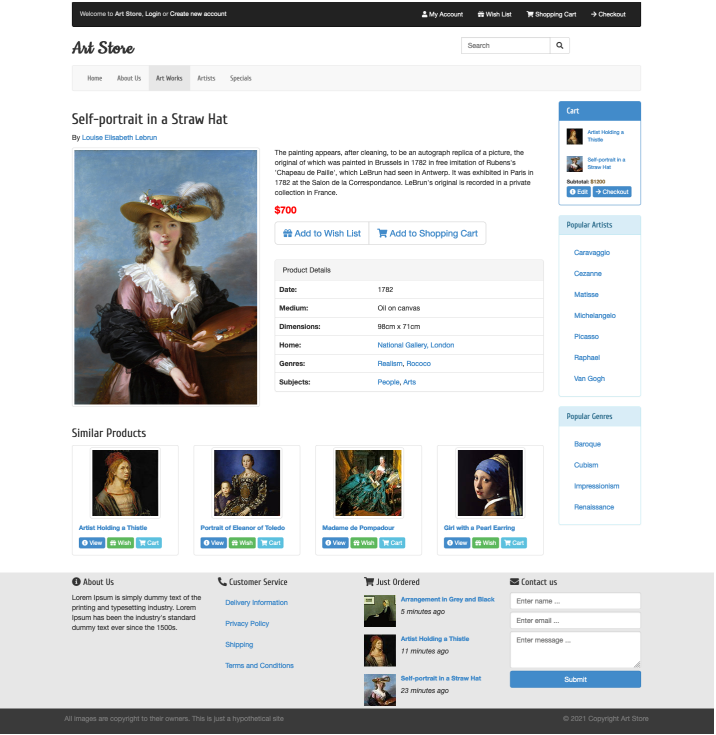 Welcome to Art Store, Login or Create new account
My Account
Wish List
Shopping Cart
Checkout
Art Store
Search
Home
About Us
Art Works
Artists
Specials
Self-portrait in a Straw Hat
By Louise Elisabeth Lebrun
The painting appears, after cleaning, to be an autograph replica of a picture, the
original of which was painted in Brussels in 1782 in free imitation of Rubens's
'Chapeau de Paille', which LeBrun had seen in Antwerp. It was exhibited in Paris in
1782 at the Salon de la Correspondance. LeBrun's original is recorded in a private
collection in France.
$700
Add to Wish List
Add to Shopping Cart
Product Details
Date: 1782
Medium: Oil on canvas
Dimensions: 98cm x 71cm
Home: National Gallery, London
Genres: Realism, Rococo
Subjects: People, Arts
Cart
Artist Holding a
Thistle
Self-portrait in a
Straw Hat
Subtotal: $1200
Edit
Checkout
Popular Artists
Caravaggio
Cezanne
Matisse
Michelangelo
Picasso
Raphael
Van Gogh
Popular Genres
Baroque
Cubism
Impressionism
Renaissance
Similar Products
Artist Holding a Thistle
View Wish Cart
Portrait of Eleanor of Toledo
View Wish Cart
Madame de Pompadour
View Wish Cart
Girl with a Pearl Earring
View Wish Cart
About Us
Lorem Ipsum is simply dummy text of the
printing and typesetting industry. Lorem
Ipsum has been the industry's standard
dummy text ever since the 1500s.
Customer Service
Delivery Information
Privacy Policy
Shipping
Terms and Conditions
Just Ordered
Arrangement in Grey and Black
5 minutes ago
Artist Holding a Thistle
11 minutes ago
Self-portrait in a Straw Hat
23 minutes ago
Contact us
Enter name ...
Enter email ...
Enter message ...
Submit
All images are copyright to their owners. This is just a hypothetical site
© 2021 Copyright Art Store